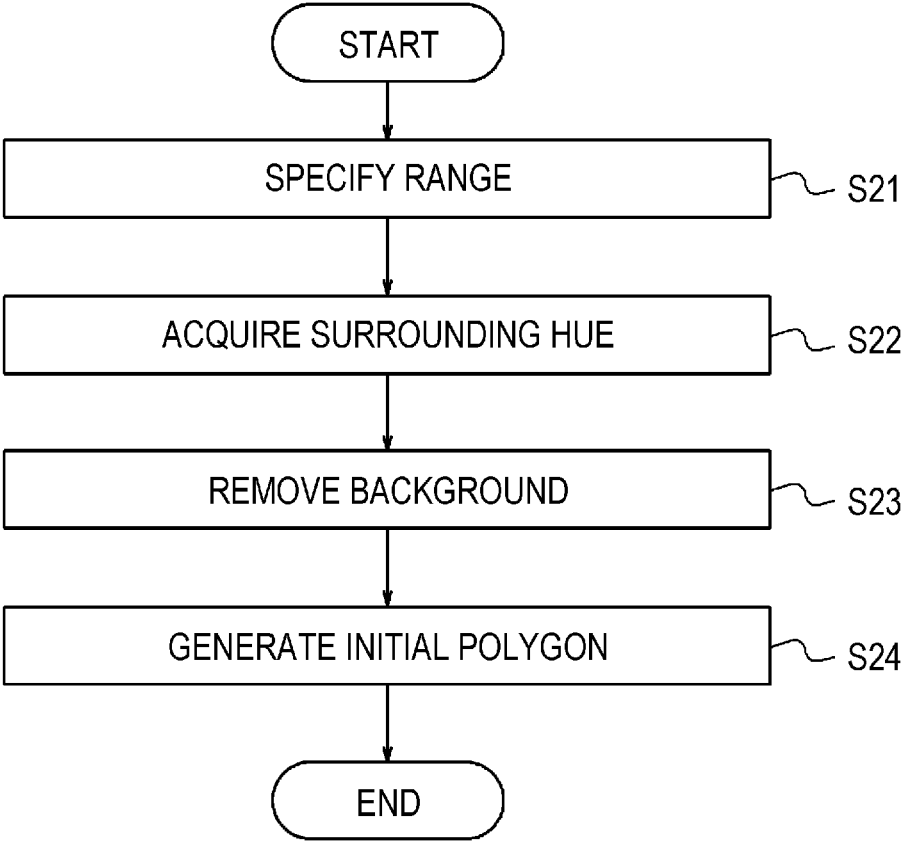 START
SPECIFY RANGE
S21
ACQUIRE SURROUNDING HUE
S22
REMOVE BACKGROUND
S23
GENERATE INITIAL POLYGON
S24
END